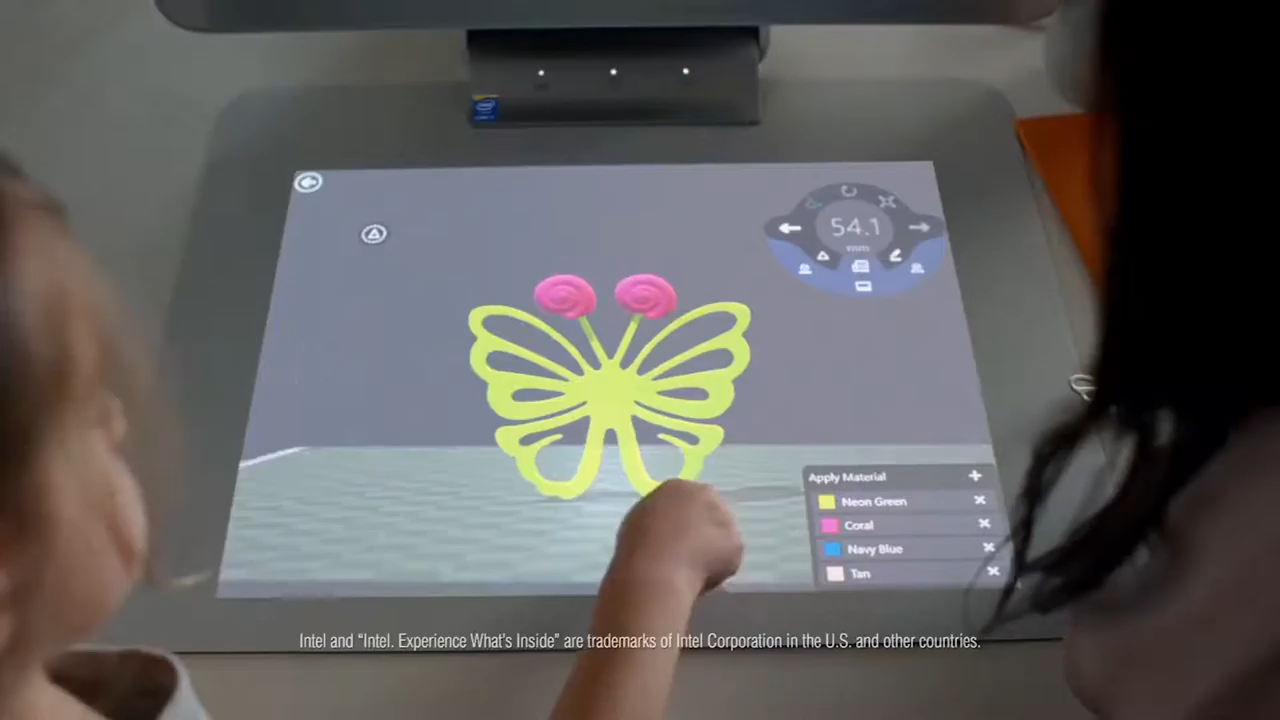 54.1
mm
Apply Material
Neon Green
Coral
Navy Blue
Tan
Intel and “Intel. Experience What’s Inside” are trademarks of Intel Corporation in the U.S. and other countries.